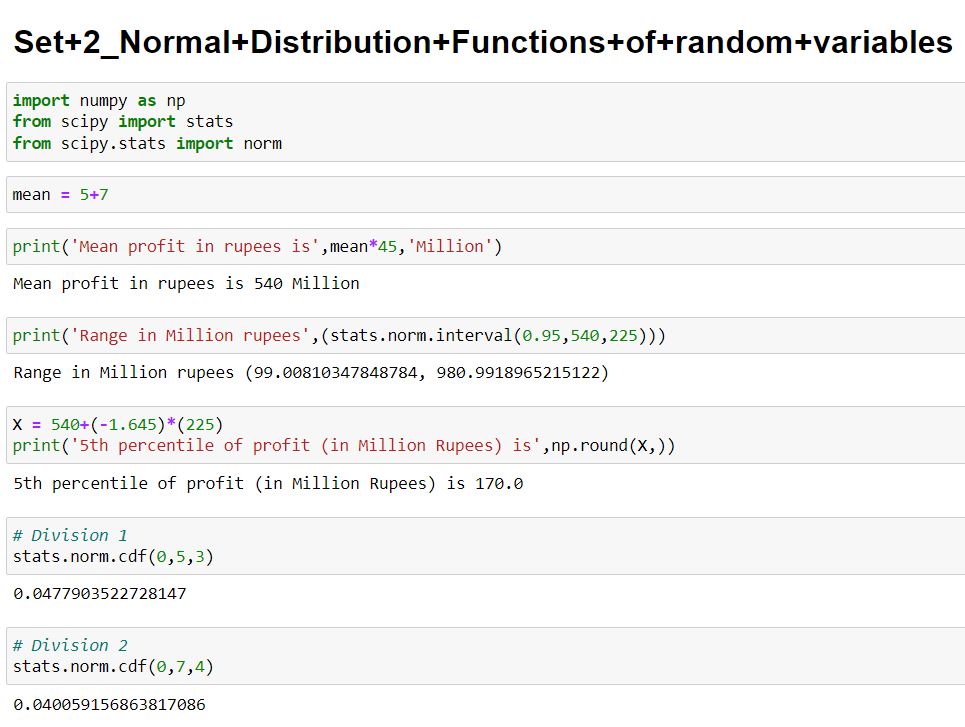 Set+2_Normal+Distribution+Functions+of+random+variables
import numpy as np
from scipy import stats
from scipy.stats import norm
mean = 5+7
print('Mean profit in rupees is',mean*45,'Million')
Mean profit in rupees is 540 Million
print('Range in Million rupees',(stats.norm.interval(0.95,540,225)))
Range in Million rupees (99.00810347848784, 980.9918965215122)
X = 540+(-1.645)*(225)
print('5th percentile of profit (in Million Rupees) is',np.round(X,))
5th percentile of profit (in Million Rupees) is 170.0
# Division 1
stats.norm.cdf(0,5,3)
0.0477903522728147
# Division 2
stats.norm.cdf(0,7,4)
0.040059156863817086